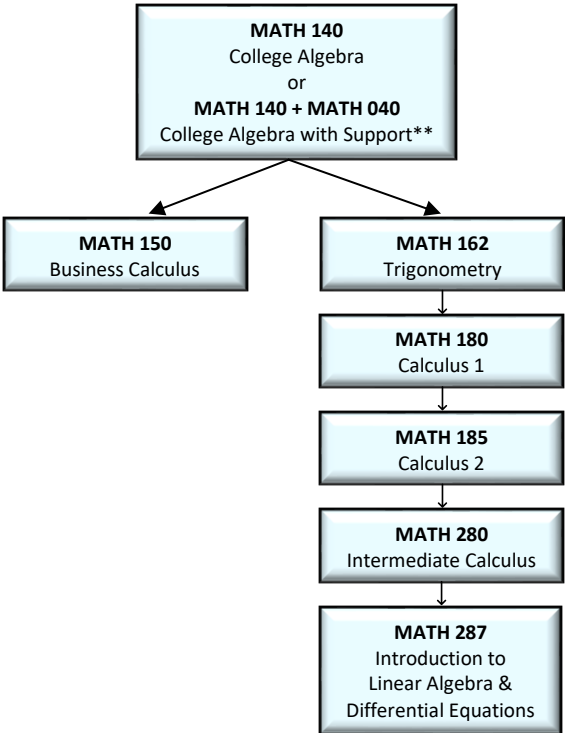 MATH 140
College Algebra
or
MATH 140 + MATH 040
College Algebra with Support**
MATH 150
Business Calculus
MATH 162
Trigonometry
MATH 180
Calculus 1
MATH 185
Calculus 2
MATH 280
Intermediate Calculus
MATH 287
Introduction to
Linear Algebra &
Differential Equations